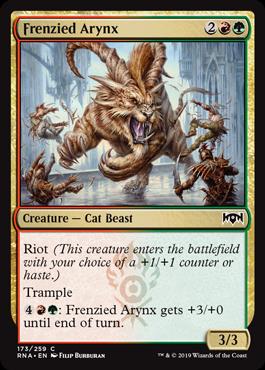 Frenzied Arynx 2
Creature — Cat Beast
Riot (This creature enters the battlefield
with your choice of a +1/+1 counter or
haste.)
Trample
4 : Frenzied Arynx gets +3/+0
until end of turn.
3/3
173/259 C
RNA • EN Filip Burburan
™ & © 2019 Wizards of the Coast